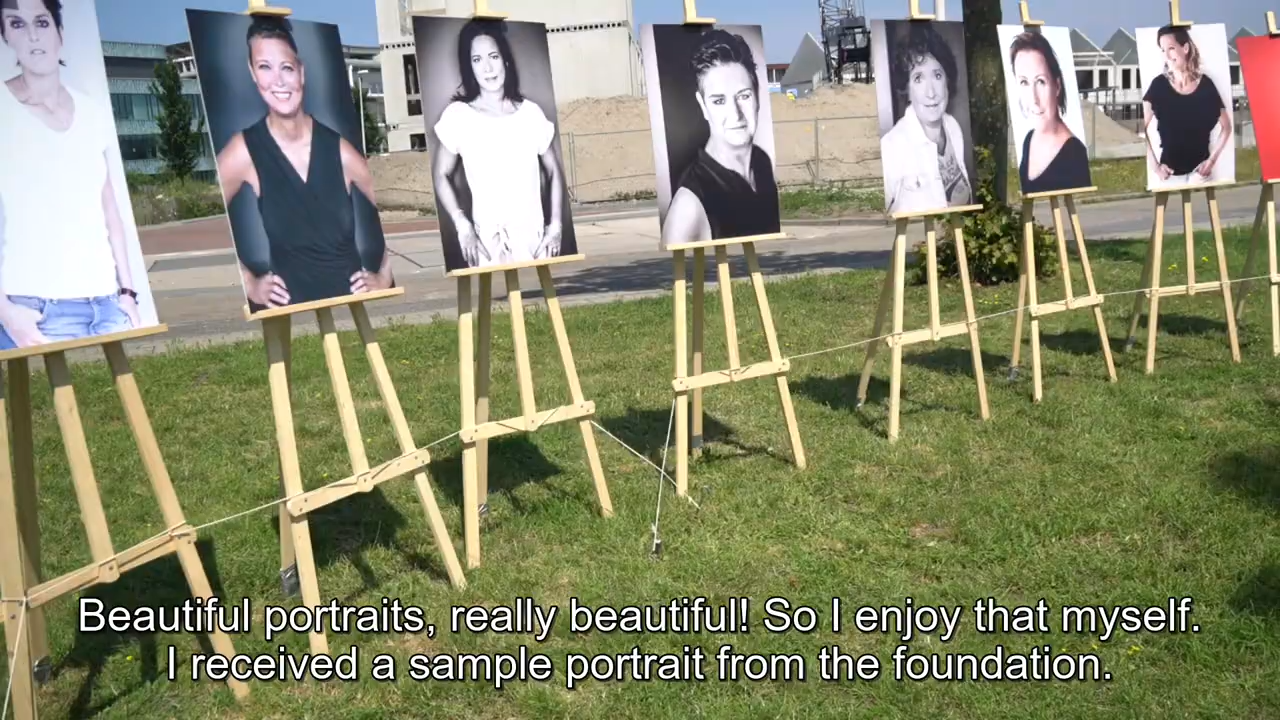 Beautiful portraits, really beautiful! So I enjoy that myself.
I received a sample portrait from the foundation.